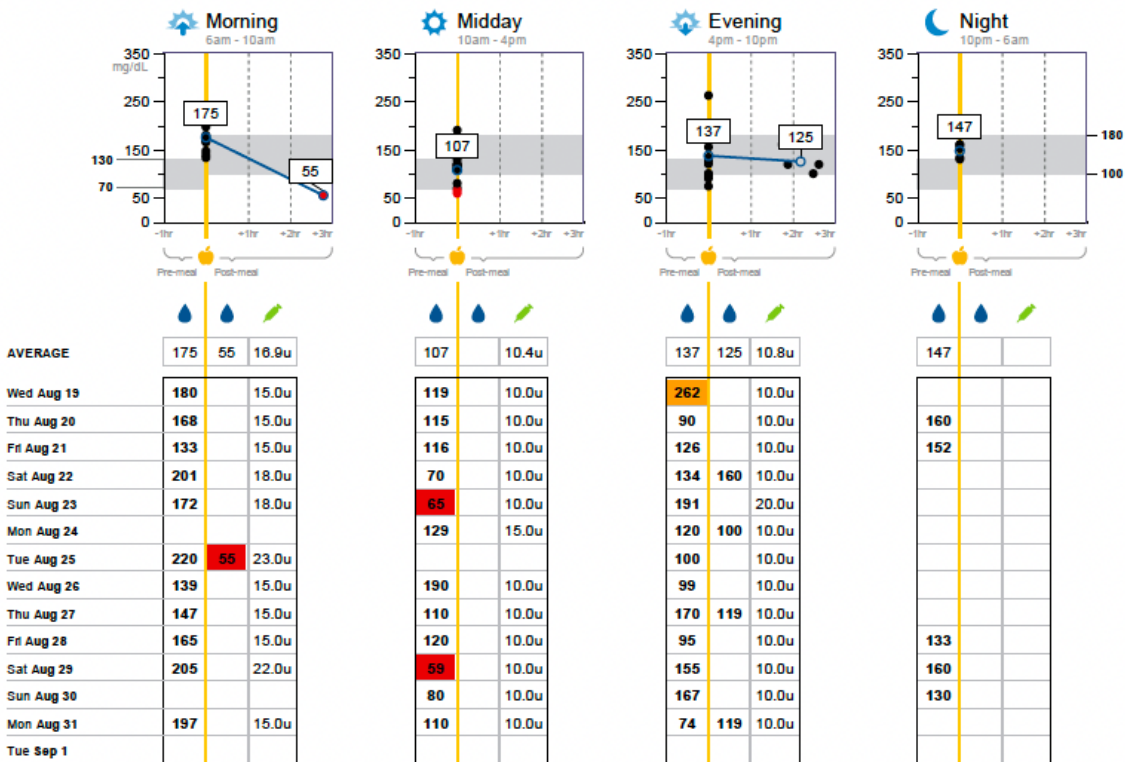 Morning Midday Evening Night
6am - 10am 10am - 4pm 4pm - 10pm 10pm - 6am
350 350 350 350
mg/dL
250 250 250 250
175 107 137 125 147
180
150 150 150 150
130
100
55
70
50 50 50 50
0 0 0 0
-1hr +1hr +2hr +3hr -1hr +1hr +2hr +3hr -1hr +1hr +2hr +3hr -1hr +1hr +2hr +3hr
Pre-meal Post-meal Pre-meal Post-meal Pre-meal Post-meal Pre-meal Post-meal
AVERAGE 175 55 16.9u 107 10.4u 137 125 10.8u 147
Wed Aug 19 180 15.0u 119 10.0u 262 10.0u
Thu Aug 20 168 15.0u 115 10.0u 90 10.0u 160
Fri Aug 21 133 15.0u 116 10.0u 126 10.0u 152
Sat Aug 22 201 18.0u 70 10.0u 134 160 10.0u
Sun Aug 23 172 18.0u 65 10.0u 191 20.0u
Mon Aug 24 129 15.0u 120 100 10.0u
Tue Aug 25 220 55 23.0u 100 10.0u
Wed Aug 26 139 15.0u 190 10.0u 99 10.0u
Thu Aug 27 147 15.0u 110 10.0u 170 119 10.0u
Fri Aug 28 165 15.0u 120 10.0u 95 10.0u 133
Sat Aug 29 205 22.0u 59 10.0u 155 10.0u 160
Sun Aug 30 80 10.0u 167 10.0u 130
Mon Aug 31 197 15.0u 110 10.0u 74 119 10.0u
Tue Sep 1